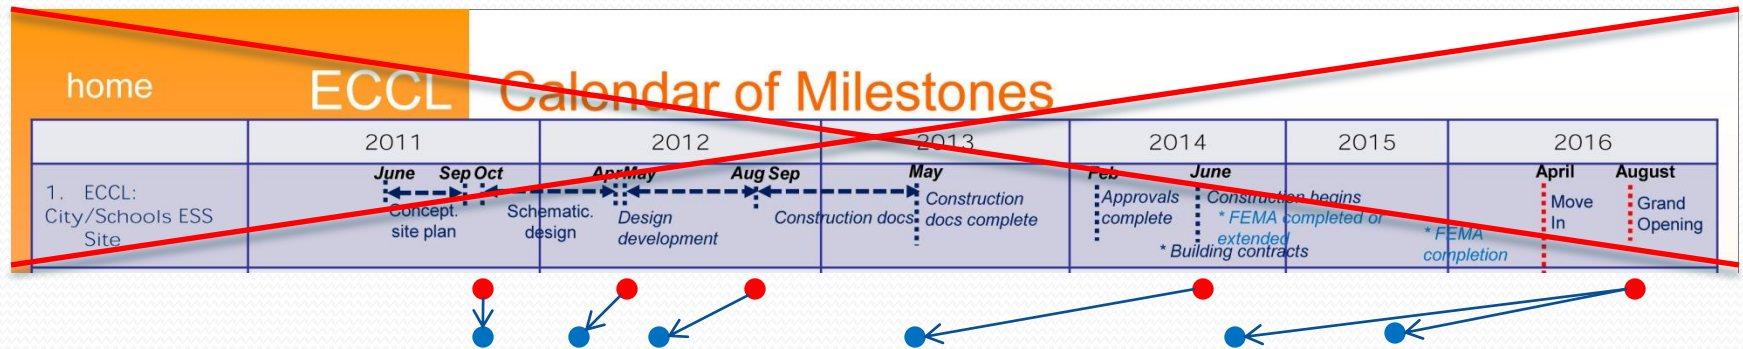 home ECCL Calendar of Milestones
2011 2012 2013 2014 2015 2016
June Sep Oct Apr May Aug Sep May Feb June April August
1. ECCL:
City/Schools ESS
Site
Concept.
site plan
Schematic.
design
Design
development
Construction docs
Construction
docs complete
Approvals
complete
Construction begins
* FEMA completed or
extended
* Building contracts
* FEMA
completion
Move
In
Grand
Opening